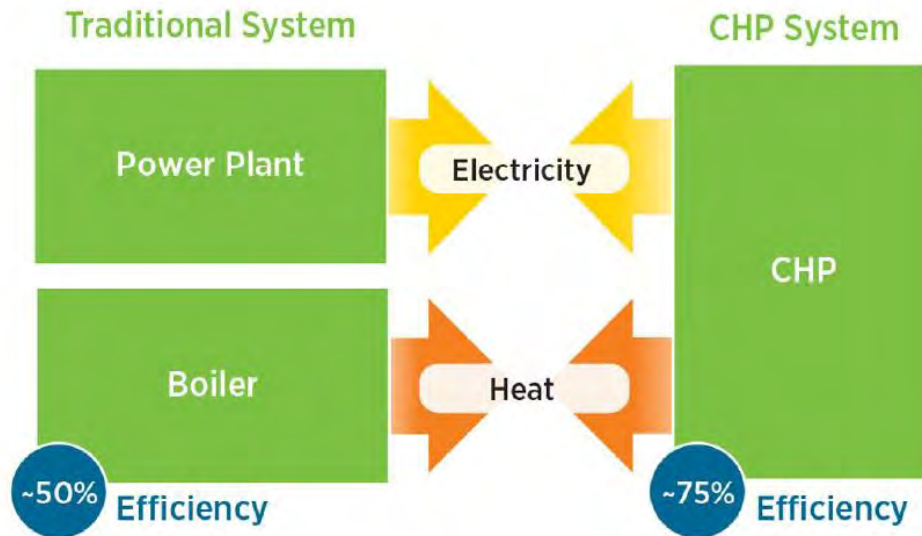 Traditional System
CHP System
Power Plant
Electricity
CHP
Boiler
Heat
~50%
Efficiency
~75%
Efficiency